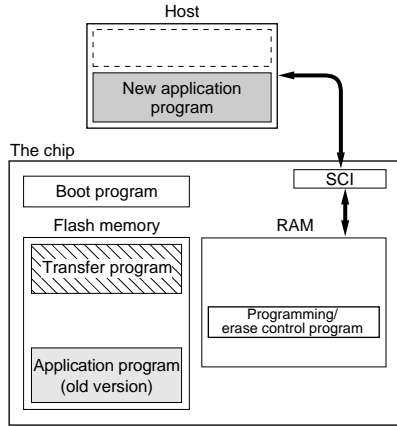 Host
New application
program
The chip
SCI
Boot program
Flash memory
RAM
Transfer program
Programming/
erase control program
Application program
(old version)